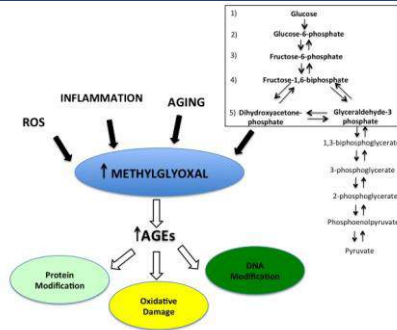 1) Glucose
2) Glucose-6-phosphate
3) Fructose-6-phosphate
4) Fructose-1,6-biphosphate
5) Dihydroxyacetone-
phosphate
Glyceraldehyde-3
phosphate
1,3-biphosphoglycerate
3-phosphoglycerate
2-phosphoglycerate
Phosphoenolpyruvate
Pyruvate
ROS
INFLAMMATION
AGING
METHYLGLYOXAL
AGEs
Protein
Modification
Oxidative
Damage
DNA
Modification